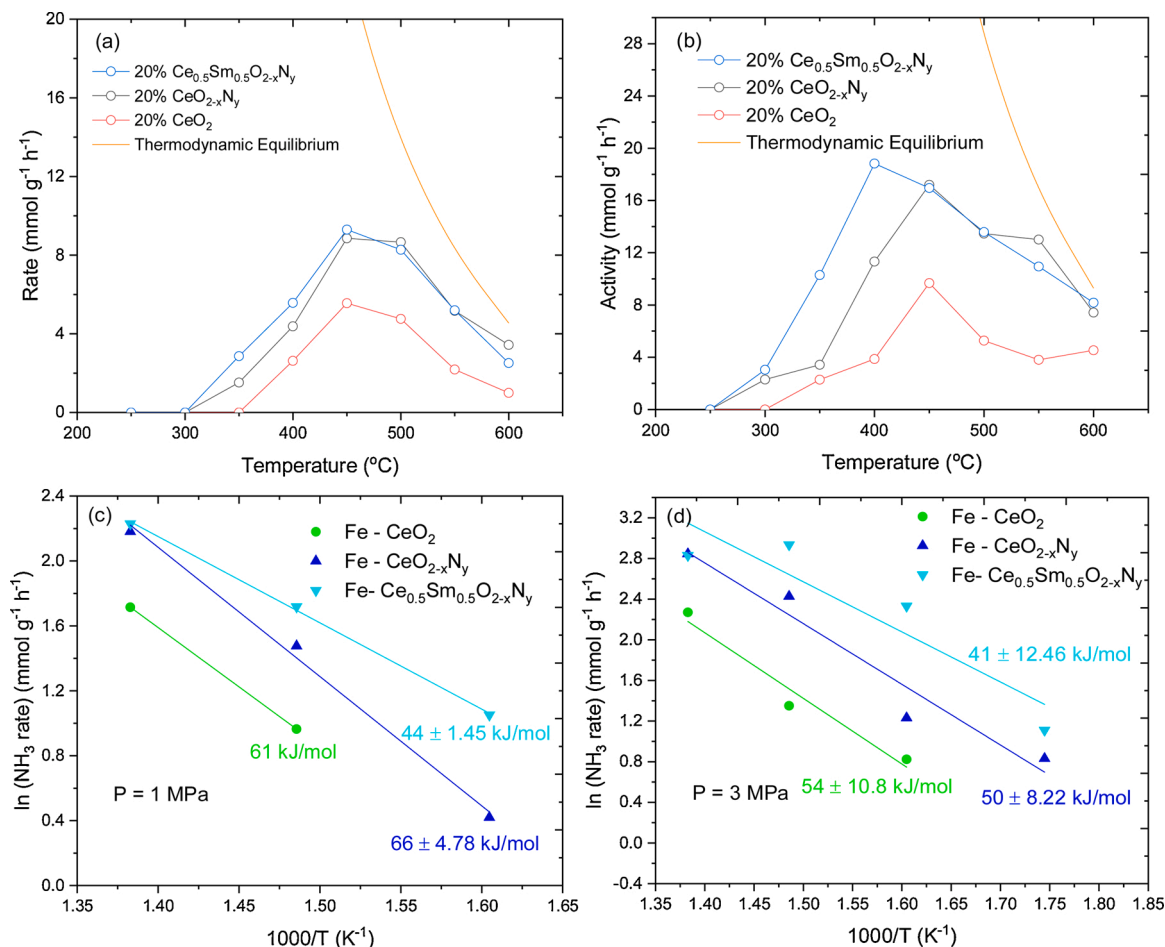 (a)
20% Ce0.5Sm0.5O2-xNy
20% CeO2-xNy
20% CeO2
Thermodynamic Equilibrium
Rate (mmol g-1 h-1)
20
16
12
8
4
0
200 300 400 500 600
Temperature (ºC)
(b)
20% Ce0.5Sm0.5O2-xNy
20% CeO2-xNy
20% CeO2
Thermodynamic Equilibrium
Activity (mmol g-1 h-1)
28
24
20
16
12
8
4
0
200 300 400 500 600
Temperature (ºC)
(c)
Fe - CeO2
Fe - CeO2-xNy
Fe- Ce0.5Sm0.5O2-xNy
ln (NH3 rate) (mmol g-1 h-1)
2.4
2.0
1.6
1.2
0.8
0.4
0.0
44 ± 1.45 kJ/mol
61 kJ/mol
P = 1 MPa
66 ± 4.78 kJ/mol
1.35 1.40 1.45 1.50 1.55 1.60 1.65
1000/T (K-1)
(d)
Fe - CeO2
Fe - CeO2-xNy
Fe- Ce0.5Sm0.5O2-xNy
ln (NH3 rate) (mmol g-1 h-1)
3.2
2.8
2.4
2.0
1.6
1.2
0.8
0.4
0.0
-0.4
41 ± 12.46 kJ/mol
P = 3 MPa
54 ± 10.8 kJ/mol
50 ± 8.22 kJ/mol
1.35 1.40 1.45 1.50 1.55 1.60 1.65 1.70 1.75 1.80 1.85
1000/T (K-1)